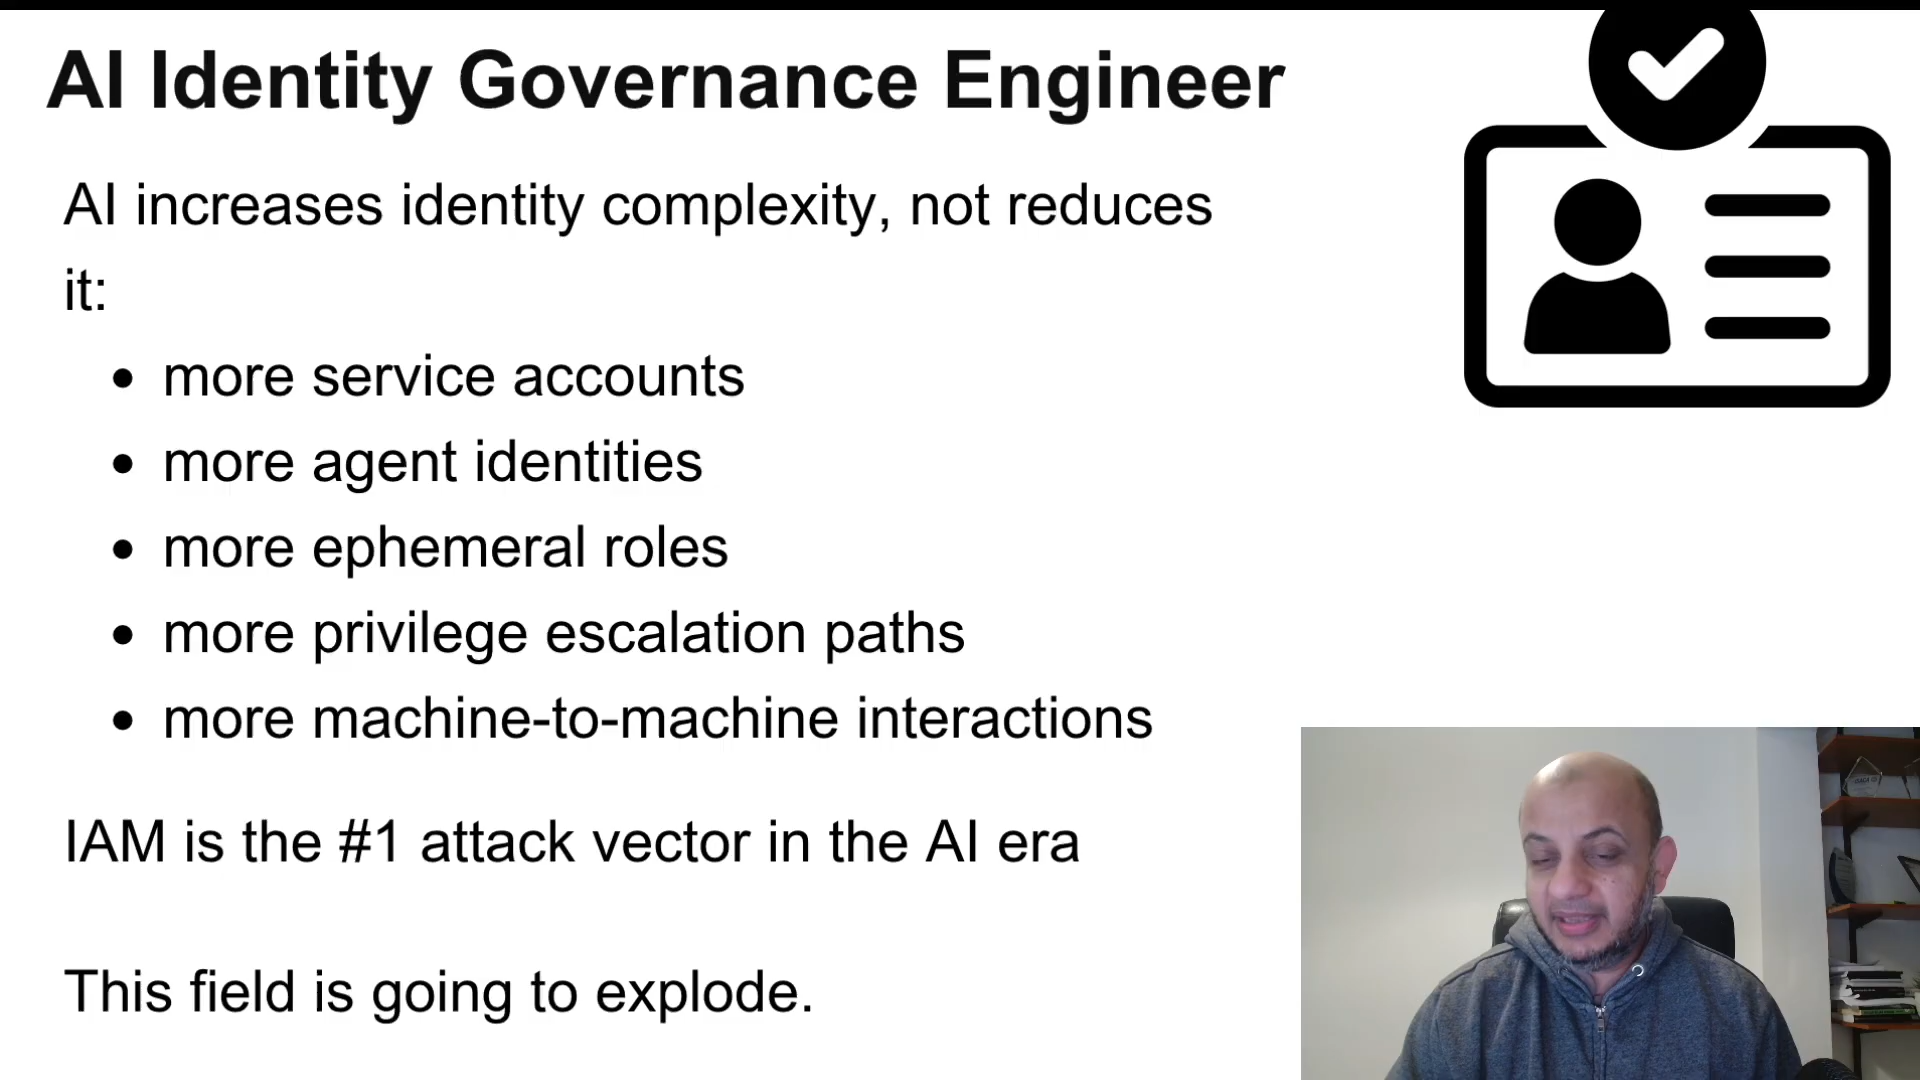 AI Identity Governance Engineer
AI increases identity complexity, not reduces
it:
• more service accounts
• more agent identities
• more ephemeral roles
• more privilege escalation paths
• more machine-to-machine interactions
IAM is the #1 attack vector in the AI era
This field is going to explode.